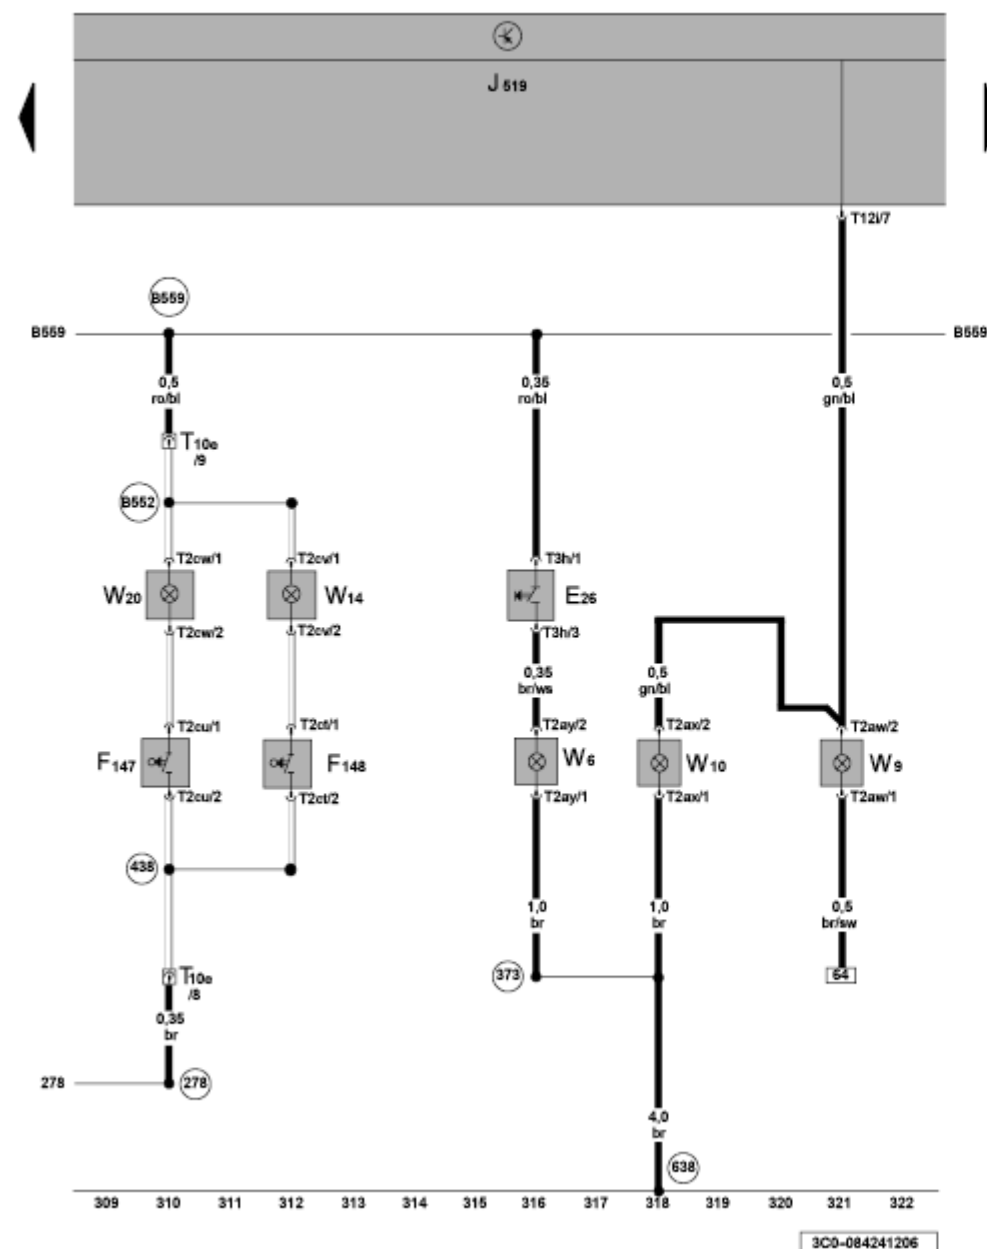 J 519
T12i/7
B559
B559
B559
0,5
ro/bl
0,35
ro/bl
0,5
gn/bl
T10e
/9
B552
T2cw/1
T2cv/1
T3h/1
W20
W14
E26
T2cw/2
T2cv/2
T3h/3
0,35
br/ws
0,5
gn/bl
T2cu/1
T2ct/1
T2ay/2
T2ax/2
T2aw/2
F147
F148
W6
W10
W9
T2cu/2
T2ct/2
T2ay/1
T2ax/1
T2aw/1
438
1,0
br
1,0
br
0,5
br/sw
373
64
T10e
/8
0,35
br
278
278
4,0
br
638
309 310 311 312 313 314 315 316 317 318 319 320 321 322
3C0-084241206